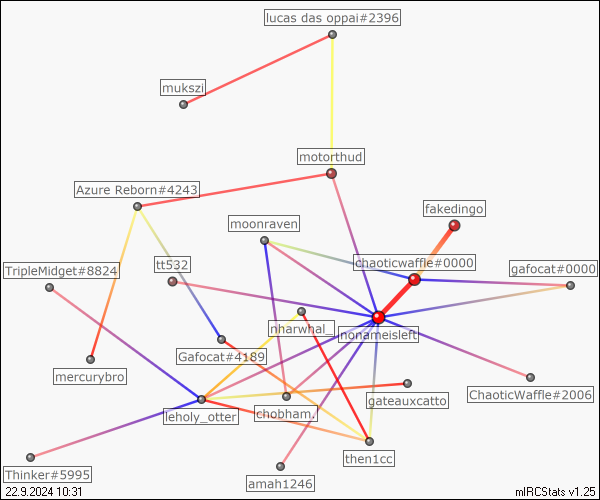 lucas das oppai#2396
mukszi
motorthud
Azure Reborn#4243
fakedingo
moonraven
chaoticwaffle#0000
tt532
TripleMidget#8824
gafocat#0000
nharwhal_
nonameisleft
Gafocat#4189
mercurybro
gateauxcatto
ChaoticWaffle#2006
leholy_otter
chobham.
then1cc
Thinker#5995
amah1246
22.9.2024 10:31
mIRCStats v1.25